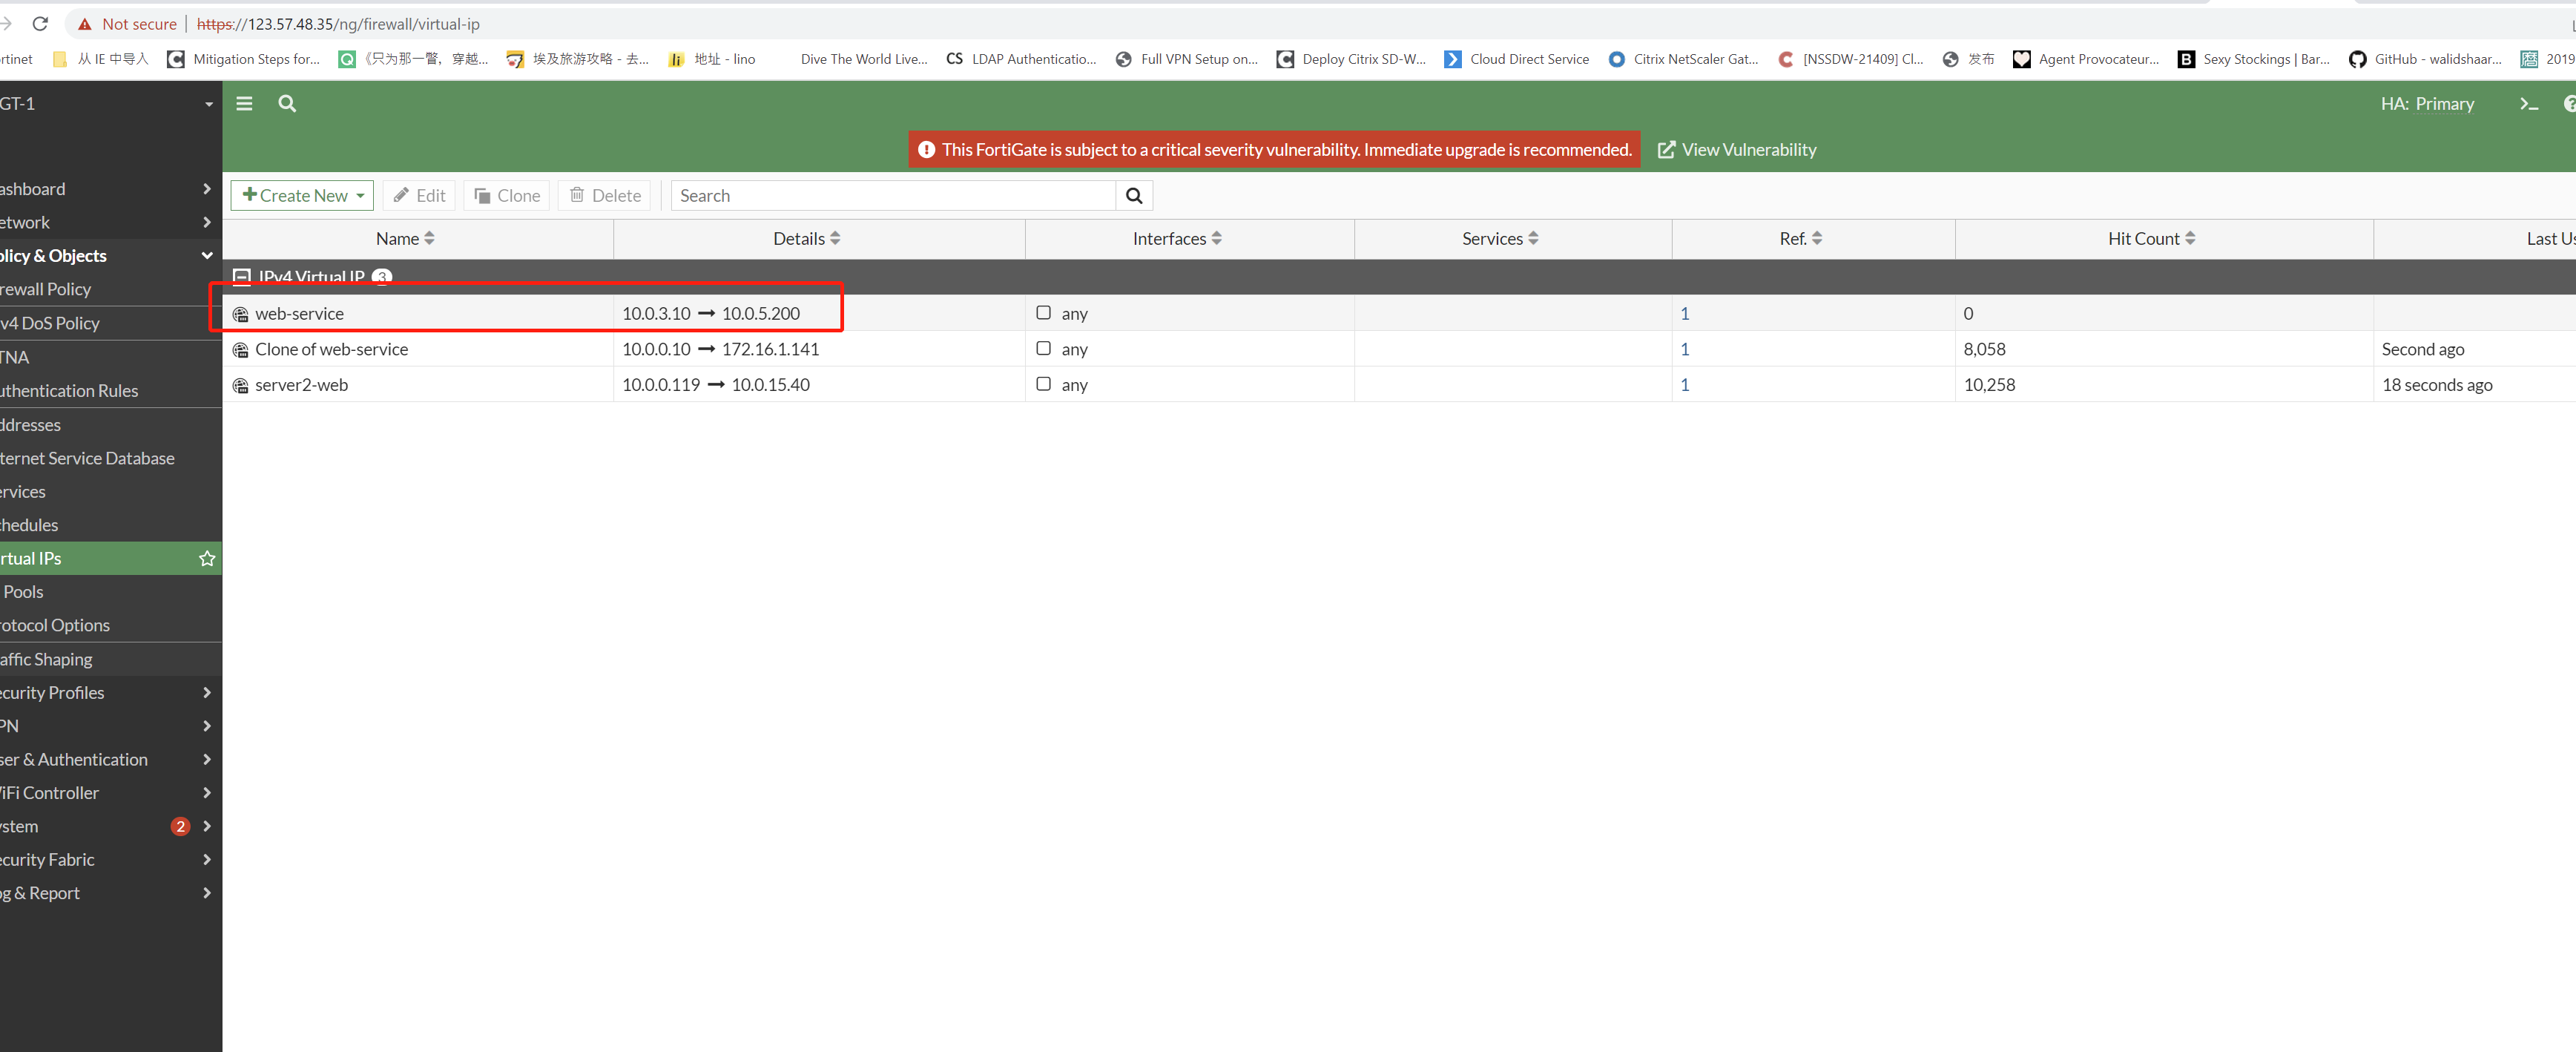 Not secure | https://123.57.48.35/ng/firewall/virtual-ip
rtinet 从 IE 中导入 Mitigation Steps for... 《只为那一瞥，穿越... 埃及旅游攻略 - 去... 地址 - lino Dive The World Live... CS LDAP Authenticatio... Full VPN Setup on... Deploy Citrix SD-W... Cloud Direct Service Citrix NetScaler Gat... [NSSDW-21409] Cl... 发布 Agent Provocateur... Sexy Stockings | Bar... GitHub - walidshaar... 2019
GT-1 HA: Primary
This FortiGate is subject to a critical severity vulnerability. Immediate upgrade is recommended. View Vulnerability
ashboard
etwork
olicy & Objects
rewall Policy
v4 DoS Policy
TNA
uthentication Rules
ddresses
ternet Service Database
ervices
chedules
rtual IPs
Pools
rotocol Options
affic Shaping
ecurity Profiles
PN
ser & Authentication
iFi Controller
ystem 2
ecurity Fabric
og & Report
Create New Edit Clone Delete Search
Name Details Interfaces Services Ref. Hit Count Last Us
IPv4 Virtual IP 3
web-service 10.0.3.10 → 10.0.5.200 any 1 0
Clone of web-service 10.0.0.10 → 172.16.1.141 any 1 8,058 Second ago
server2-web 10.0.0.119 → 10.0.15.40 any 1 10,258 18 seconds ago